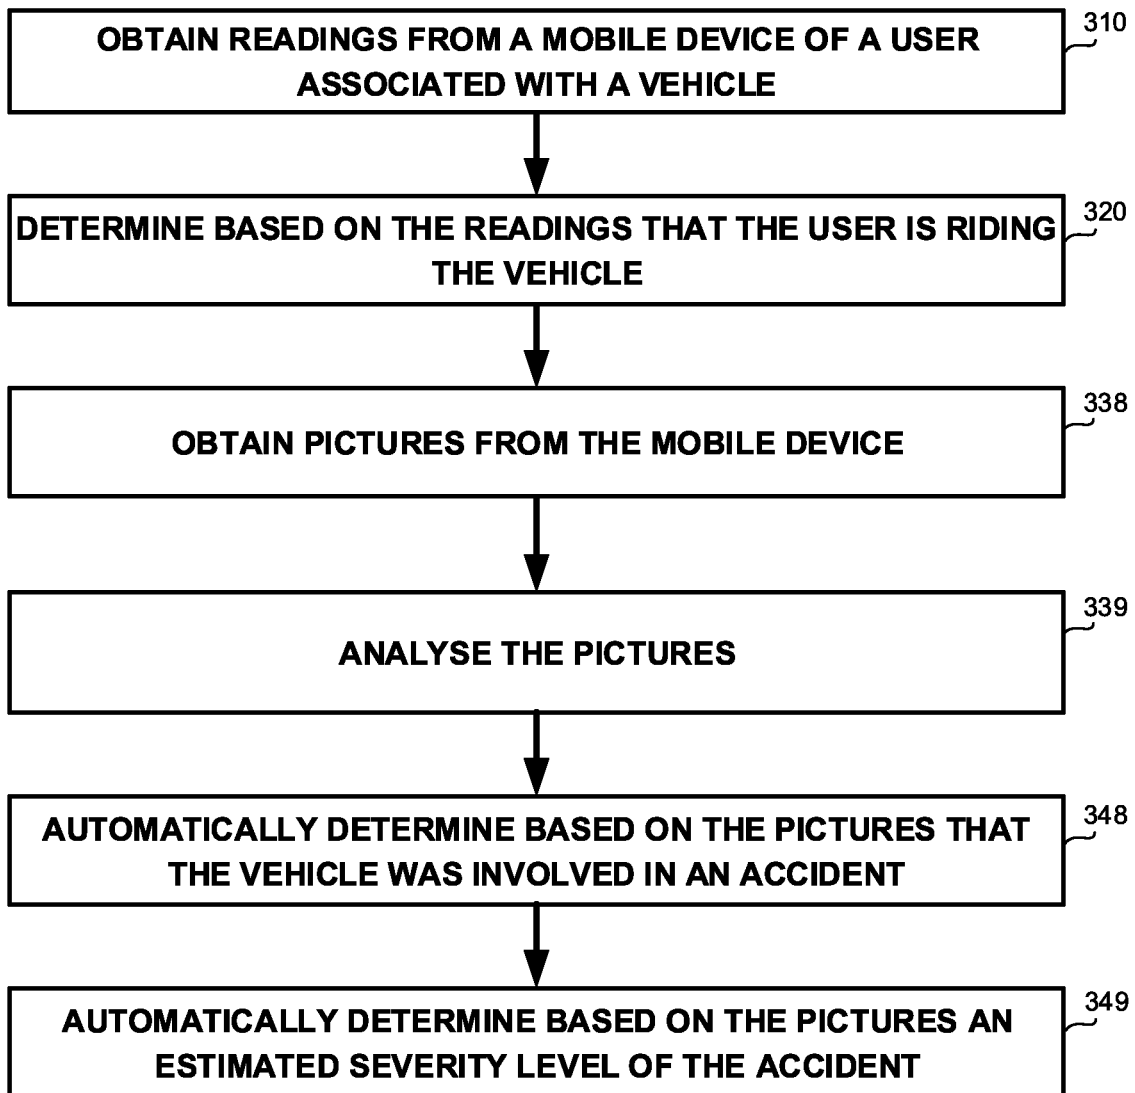 OBTAIN READINGS FROM A MOBILE DEVICE OF A USER
ASSOCIATED WITH A VEHICLE
310
DETERMINE BASED ON THE READINGS THAT THE USER IS RIDING
THE VEHICLE
320
OBTAIN PICTURES FROM THE MOBILE DEVICE
338
ANALYSE THE PICTURES
339
AUTOMATICALLY DETERMINE BASED ON THE PICTURES THAT
THE VEHICLE WAS INVOLVED IN AN ACCIDENT
348
AUTOMATICALLY DETERMINE BASED ON THE PICTURES AN
ESTIMATED SEVERITY LEVEL OF THE ACCIDENT
349